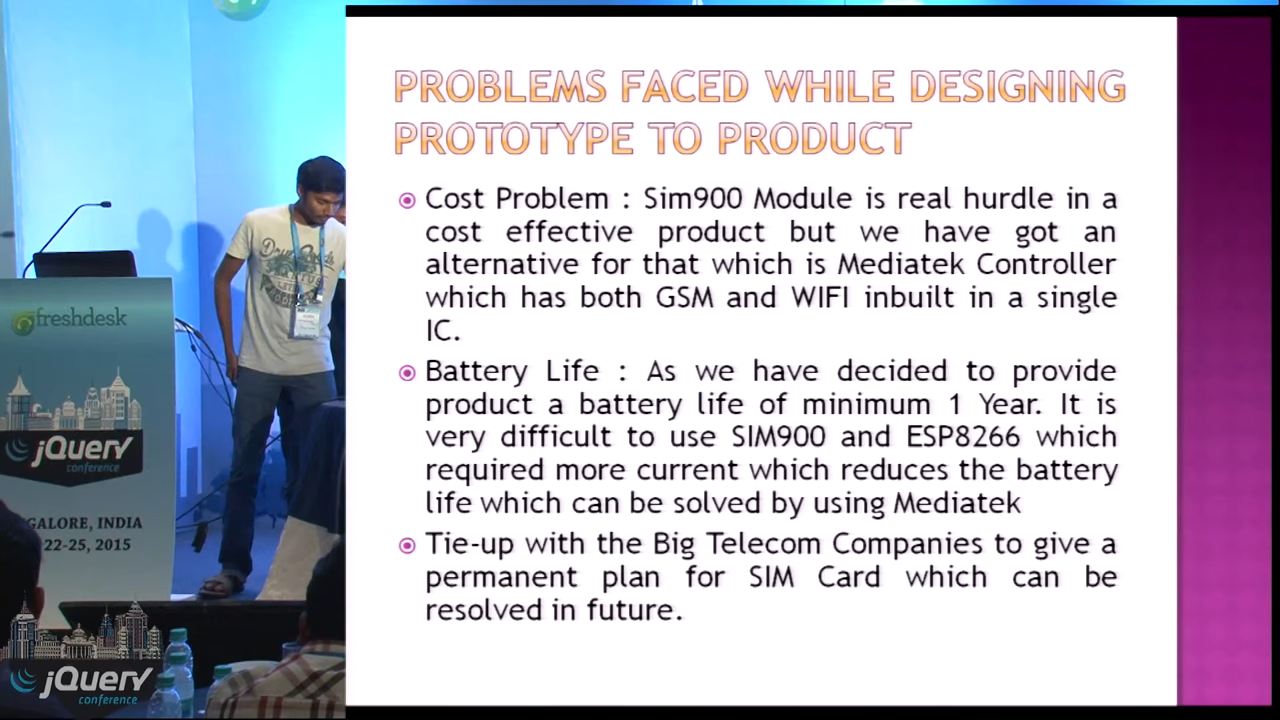 PROBLEMS FACED WHILE DESIGNING
PROTOTYPE TO PRODUCT
Cost Problem : Sim900 Module is real hurdle in a
cost effective product but we have got an
alternative for that which is Mediatek Controller
which has both GSM and WIFI inbuilt in a single
IC.
Battery Life : As we have decided to provide
product a battery life of minimum 1 Year. It is
very difficult to use SIM900 and ESP8266 which
required more current which reduces the battery
life which can be solved by using Mediatek
Tie-up with the Big Telecom Companies to give a
permanent plan for SIM Card which can be
resolved in future.
freshdesk
jQuery
conference
GALORE, INDIA
22-25, 2015
jQuery
conference